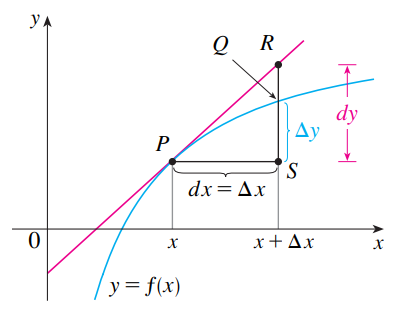 y
Q R
dy
Δy
P
S
dx = Δx
0 x x + Δx x
y = f(x)